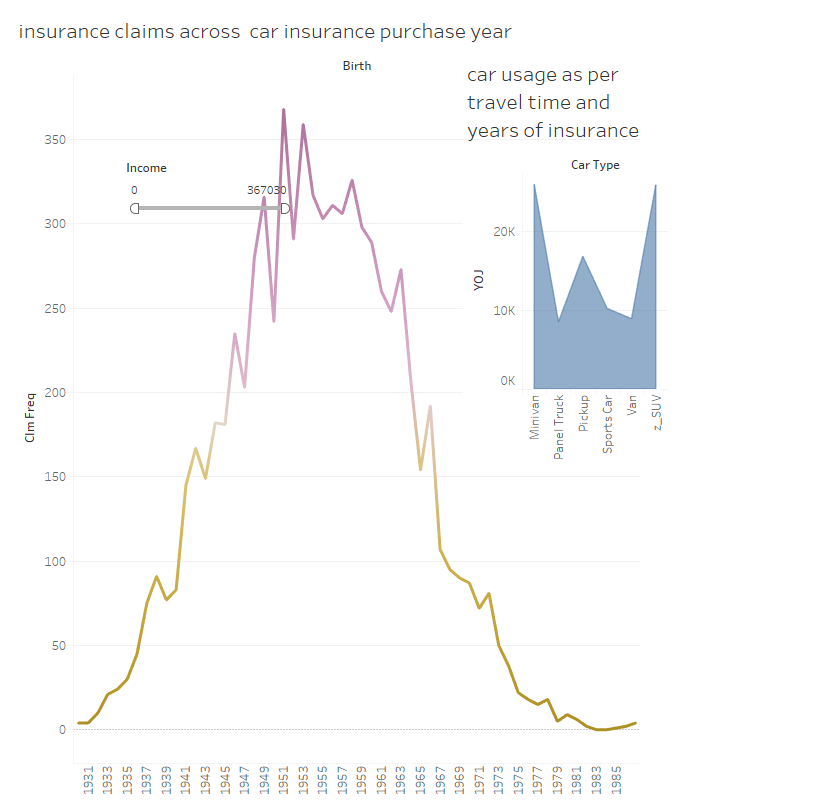 insurance claims across  car insurance purchase year
Birth
car usage as per
travel time and
years of insurance
Income
0
367030
Clm Freq
350
300
250
200
150
100
50
0
1931
1933
1935
1937
1939
1941
1943
1945
1947
1949
1951
1953
1955
1957
1959
1961
1963
1965
1967
1969
1971
1973
1975
1977
1979
1981
1983
1985
Car Type
YOJ
20K
10K
0K
Minivan
Panel Truck
Pickup
Sports Car
Van
z_SUV